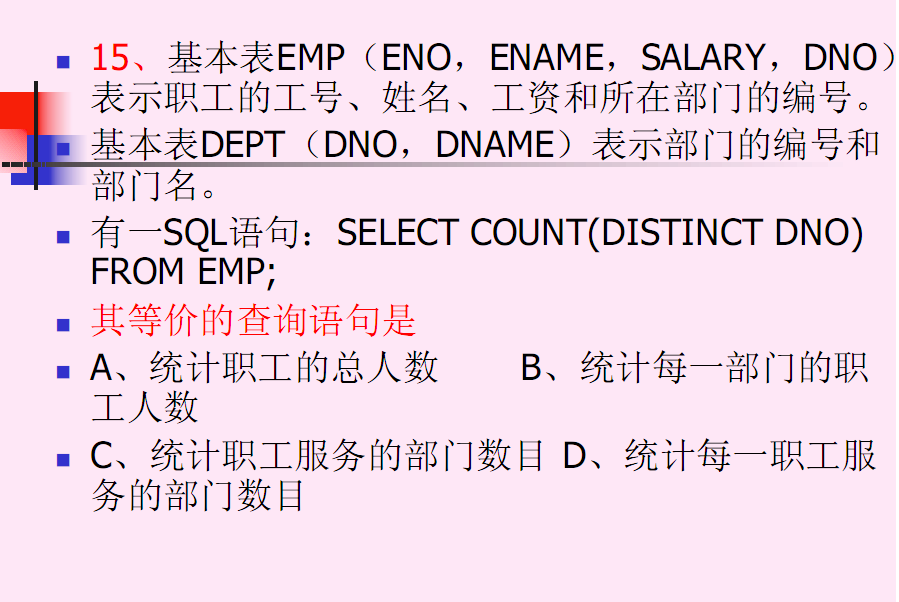 15、基本表EMP（ENO，ENAME，SALARY，DNO）
表示职工的工号、姓名、工资和所在部门的编号。
基本表DEPT（DNO，DNAME）表示部门的编号和
部门名。
有一SQL语句：SELECT COUNT(DISTINCT DNO)
FROM EMP;
其等价的查询语句是
A、统计职工的总人数 B、统计每一部门的职
工人数
C、统计职工服务的部门数目 D、统计每一职工服
务的部门数目